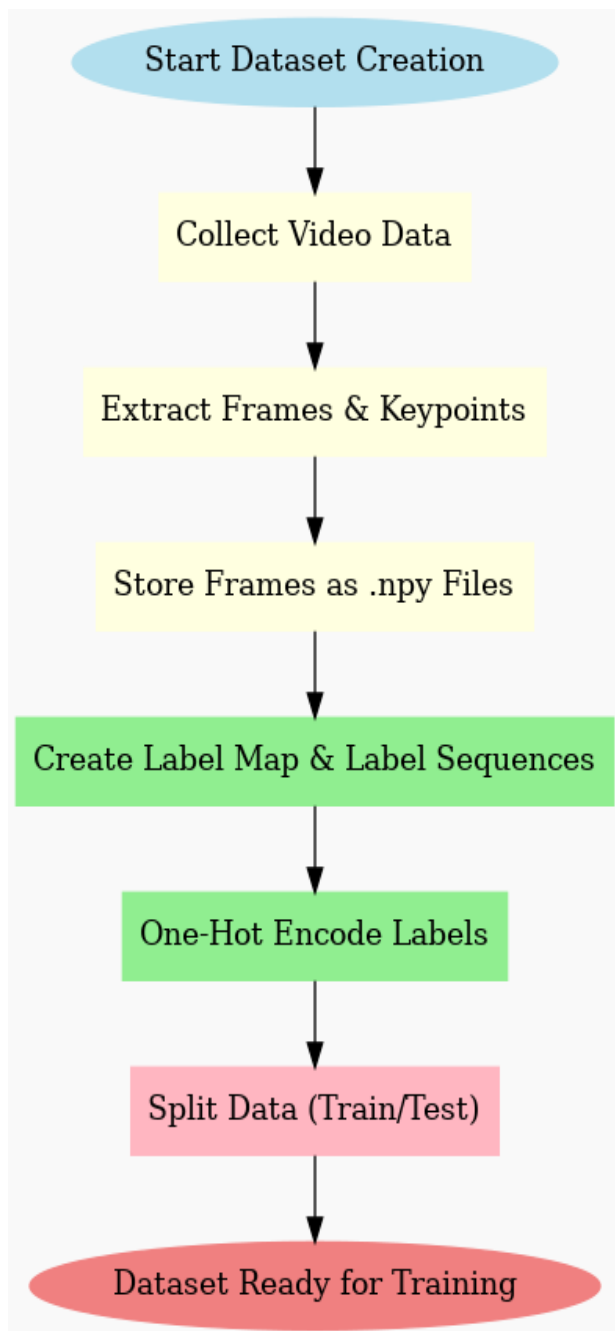 Start Dataset Creation
Collect Video Data
Extract Frames & Keypoints
Store Frames as .npy Files
Create Label Map & Label Sequences
One-Hot Encode Labels
Split Data (Train/Test)
Dataset Ready for Training